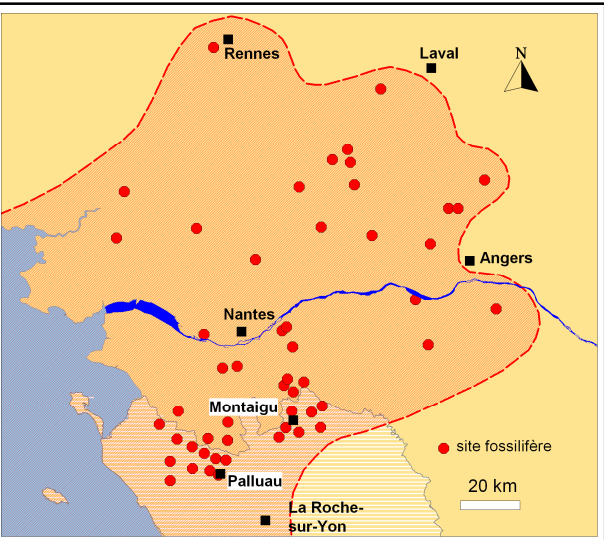 Rennes
Laval
N
Angers
Nantes
Montaigu
site fossilifère
Palluau
20 km
La Roche-
sur-Yon